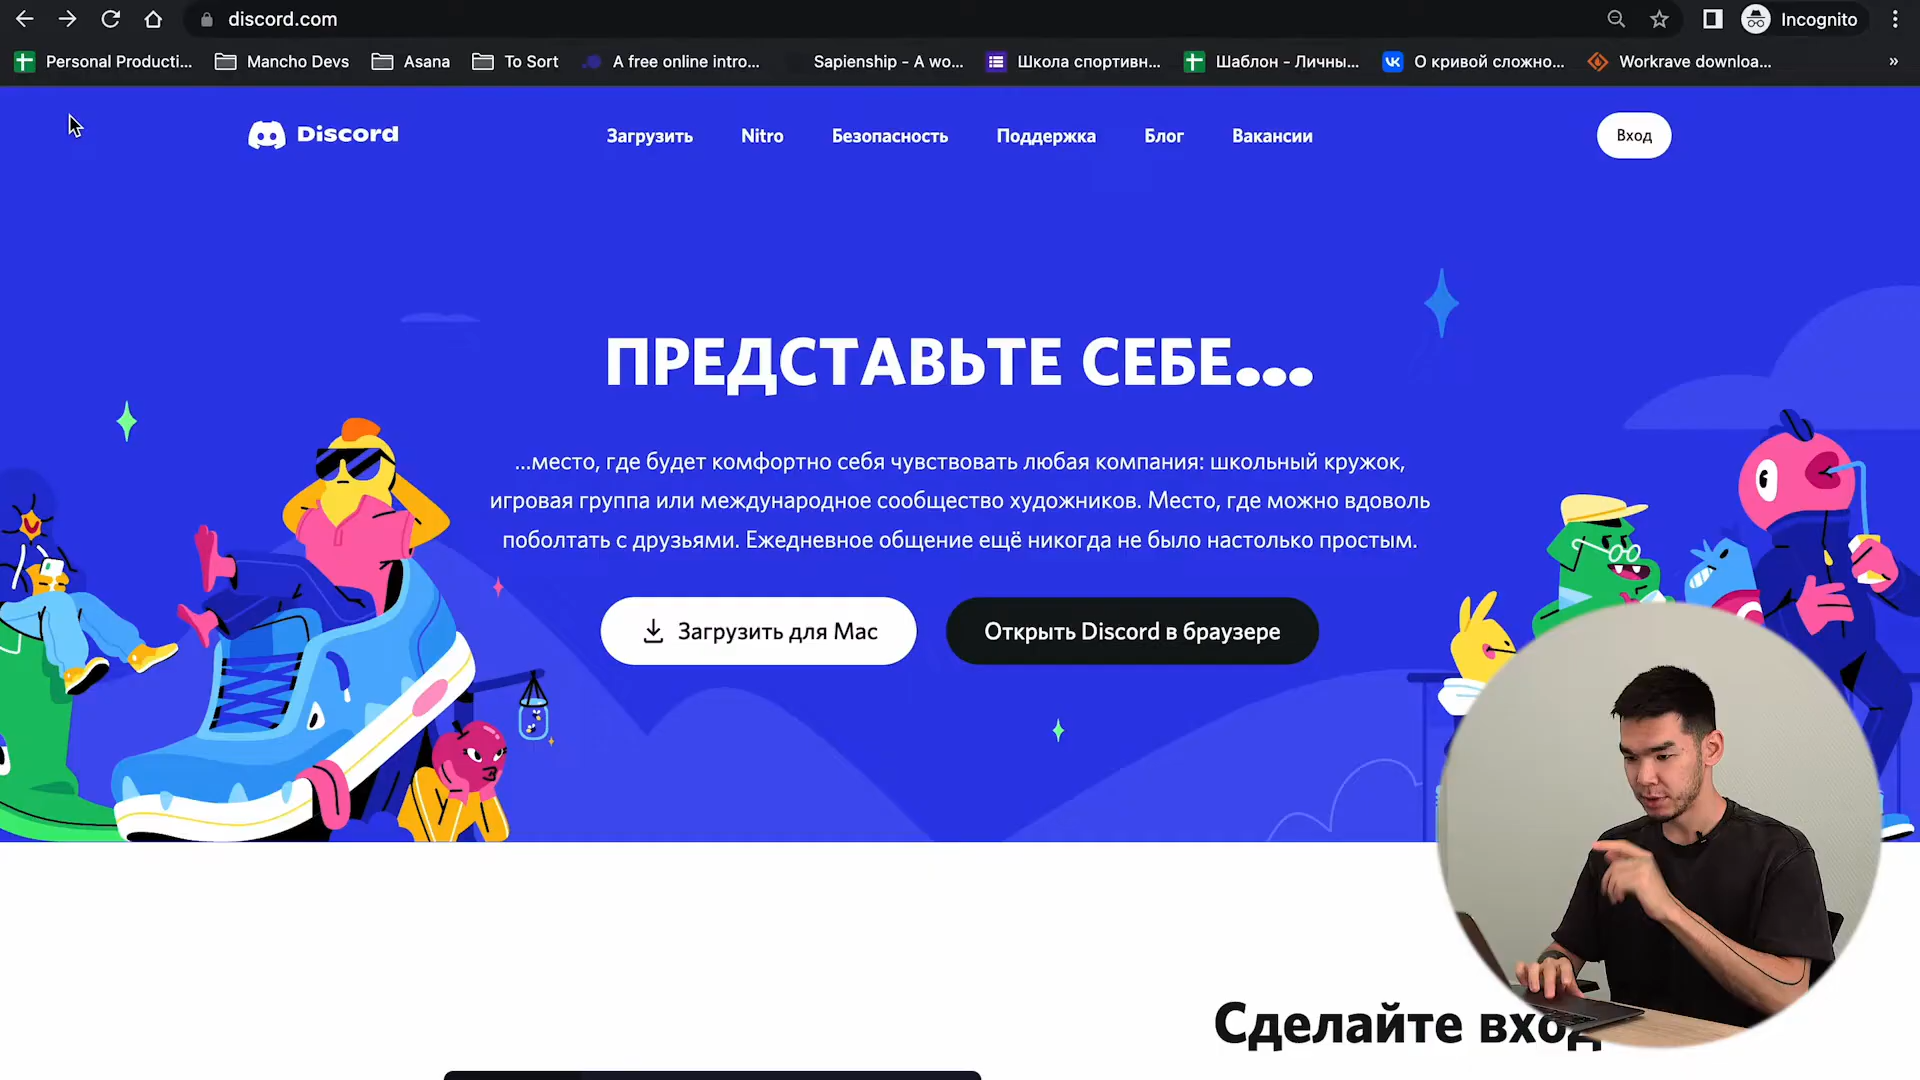 discord.com
Incognito
Personal Producti...
Mancho Devs
Asana
To Sort
A free online intro...
Sapienship - A wo...
Школа спортивн...
Шаблон - Личны...
О кривой сложно...
Workrave downloa...
»
Discord
Загрузить
Nitro
Безопасность
Поддержка
Блог
Вакансии
Вход
ПРЕДСТАВЬТЕ СЕБЕ...
...место, где будет комфортно себя чувствовать любая компания: школьный кружок,
игровая группа или международное сообщество художников. Место, где можно вдоволь
поболтать с друзьями. Ежедневное общение ещё никогда не было настолько простым.
Загрузить для Mac
Открыть Discord в браузере
Сделайте вход